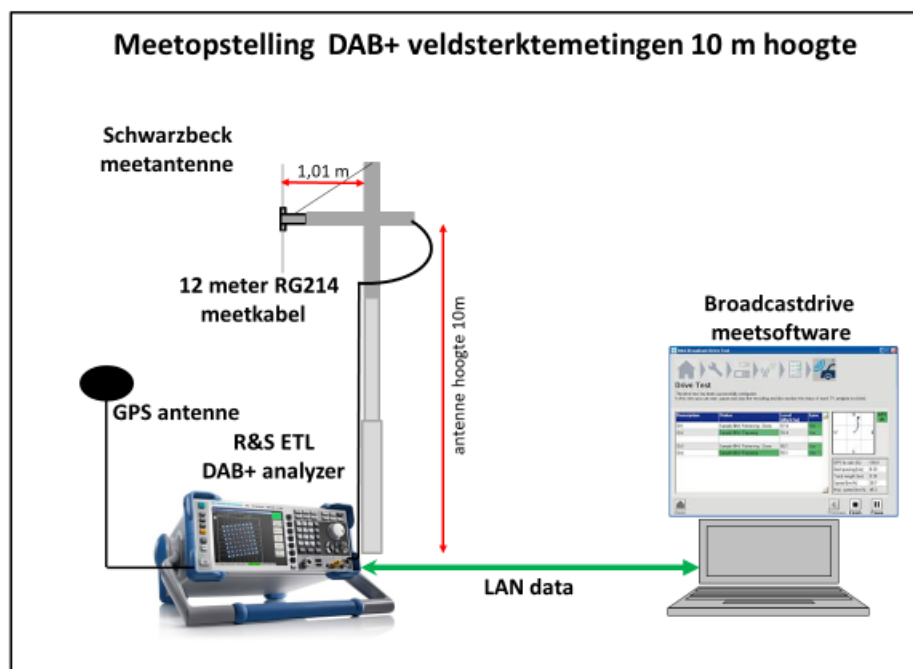 Meetopstelling DAB+ veldsterktemetingen 10 m hoogte
Schwarzbeck
meetantenne
1,01 m
12 meter RG214
meetkabel
antenne hoogte 10m
Broadcastdrive
meetsoftware
Drive Test
GPS antenne
R&S ETL
DAB+ analyzer
LAN data